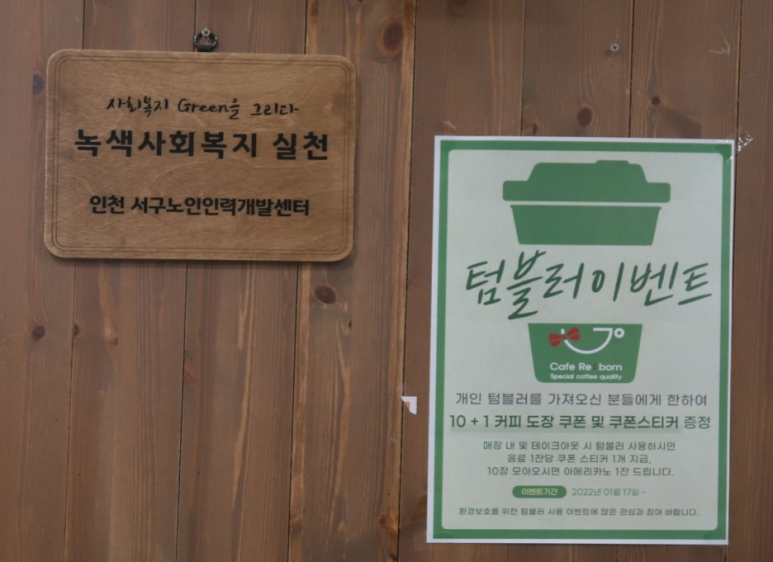 사회복지 Green을 그리다
녹색사회복지 실천
인천 서구노인인력개발센터
텀블러이벤트
Cafe Re:born
Special coffee quality
개인 텀블러를 가져오신 분들에게 한하여
10 + 1 커피 도장 쿠폰 및 쿠폰스티커 증정
매장 내 및 테이크아웃 시 텀블러 사용하시면
음료 1잔당 쿠폰 스티커 1개 지급,
10장 모아오시면 아메리카노 1잔 드립니다.
이벤트기간 2022년 01월 17일 -
환경보호를 위한 텀블러 사용 이벤트에 많은 관심과 참여 바랍니다.